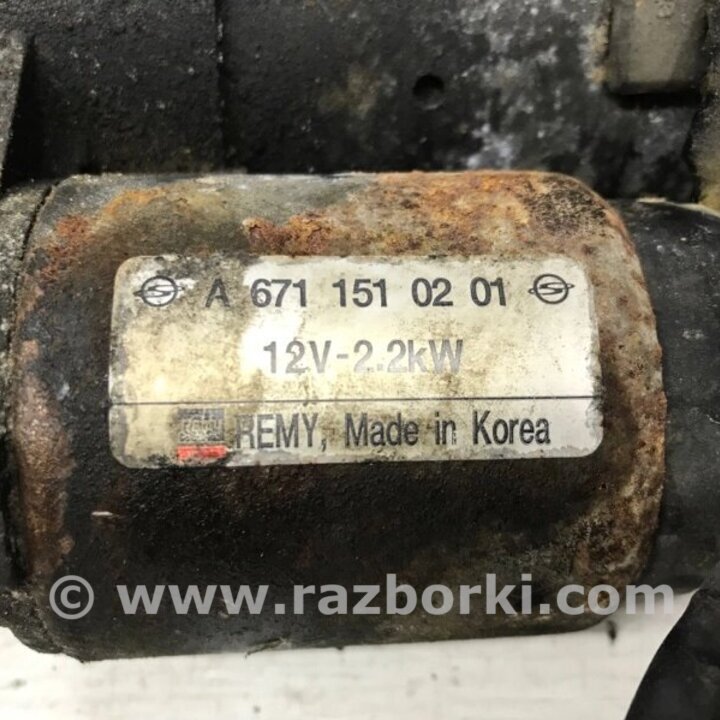 A 671 151 02 01
12V-2.2kW
REMY, Made in Korea
© www.razborki.com